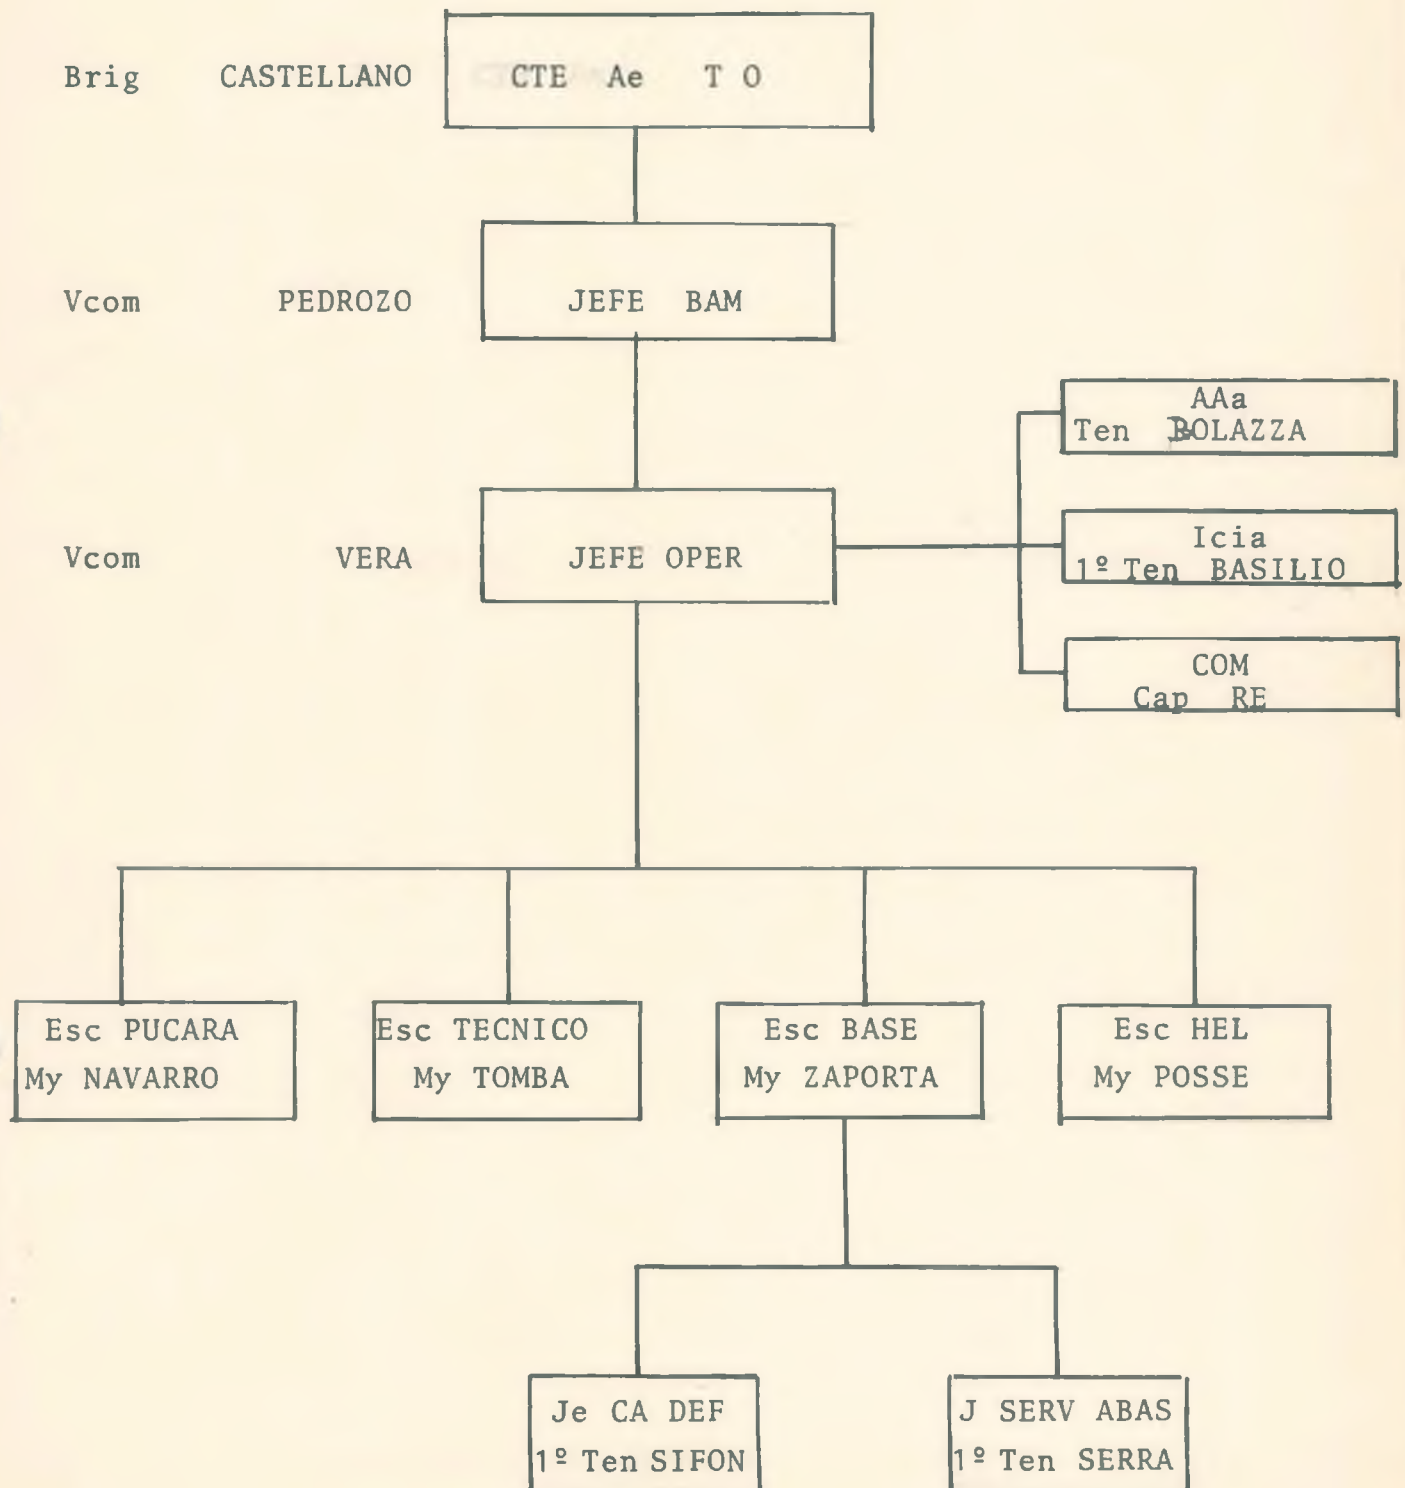 Brig CASTELLANO CTE Ae T O
Vcom PEDROZO JEFE BAM
AAa
Ten BOLAZZA
Vcom VERA JEFE OPER
Icia
1º Ten BASILIO
COM
Cap RE
Esc PUCARA
My NAVARRO
Esc TECNICO
My TOMBA
Esc BASE
My ZAPORTA
Esc HEL
My POSSE
Je CA DEF
1º Ten SIFON
J SERV ABAS
1º Ten SERRA